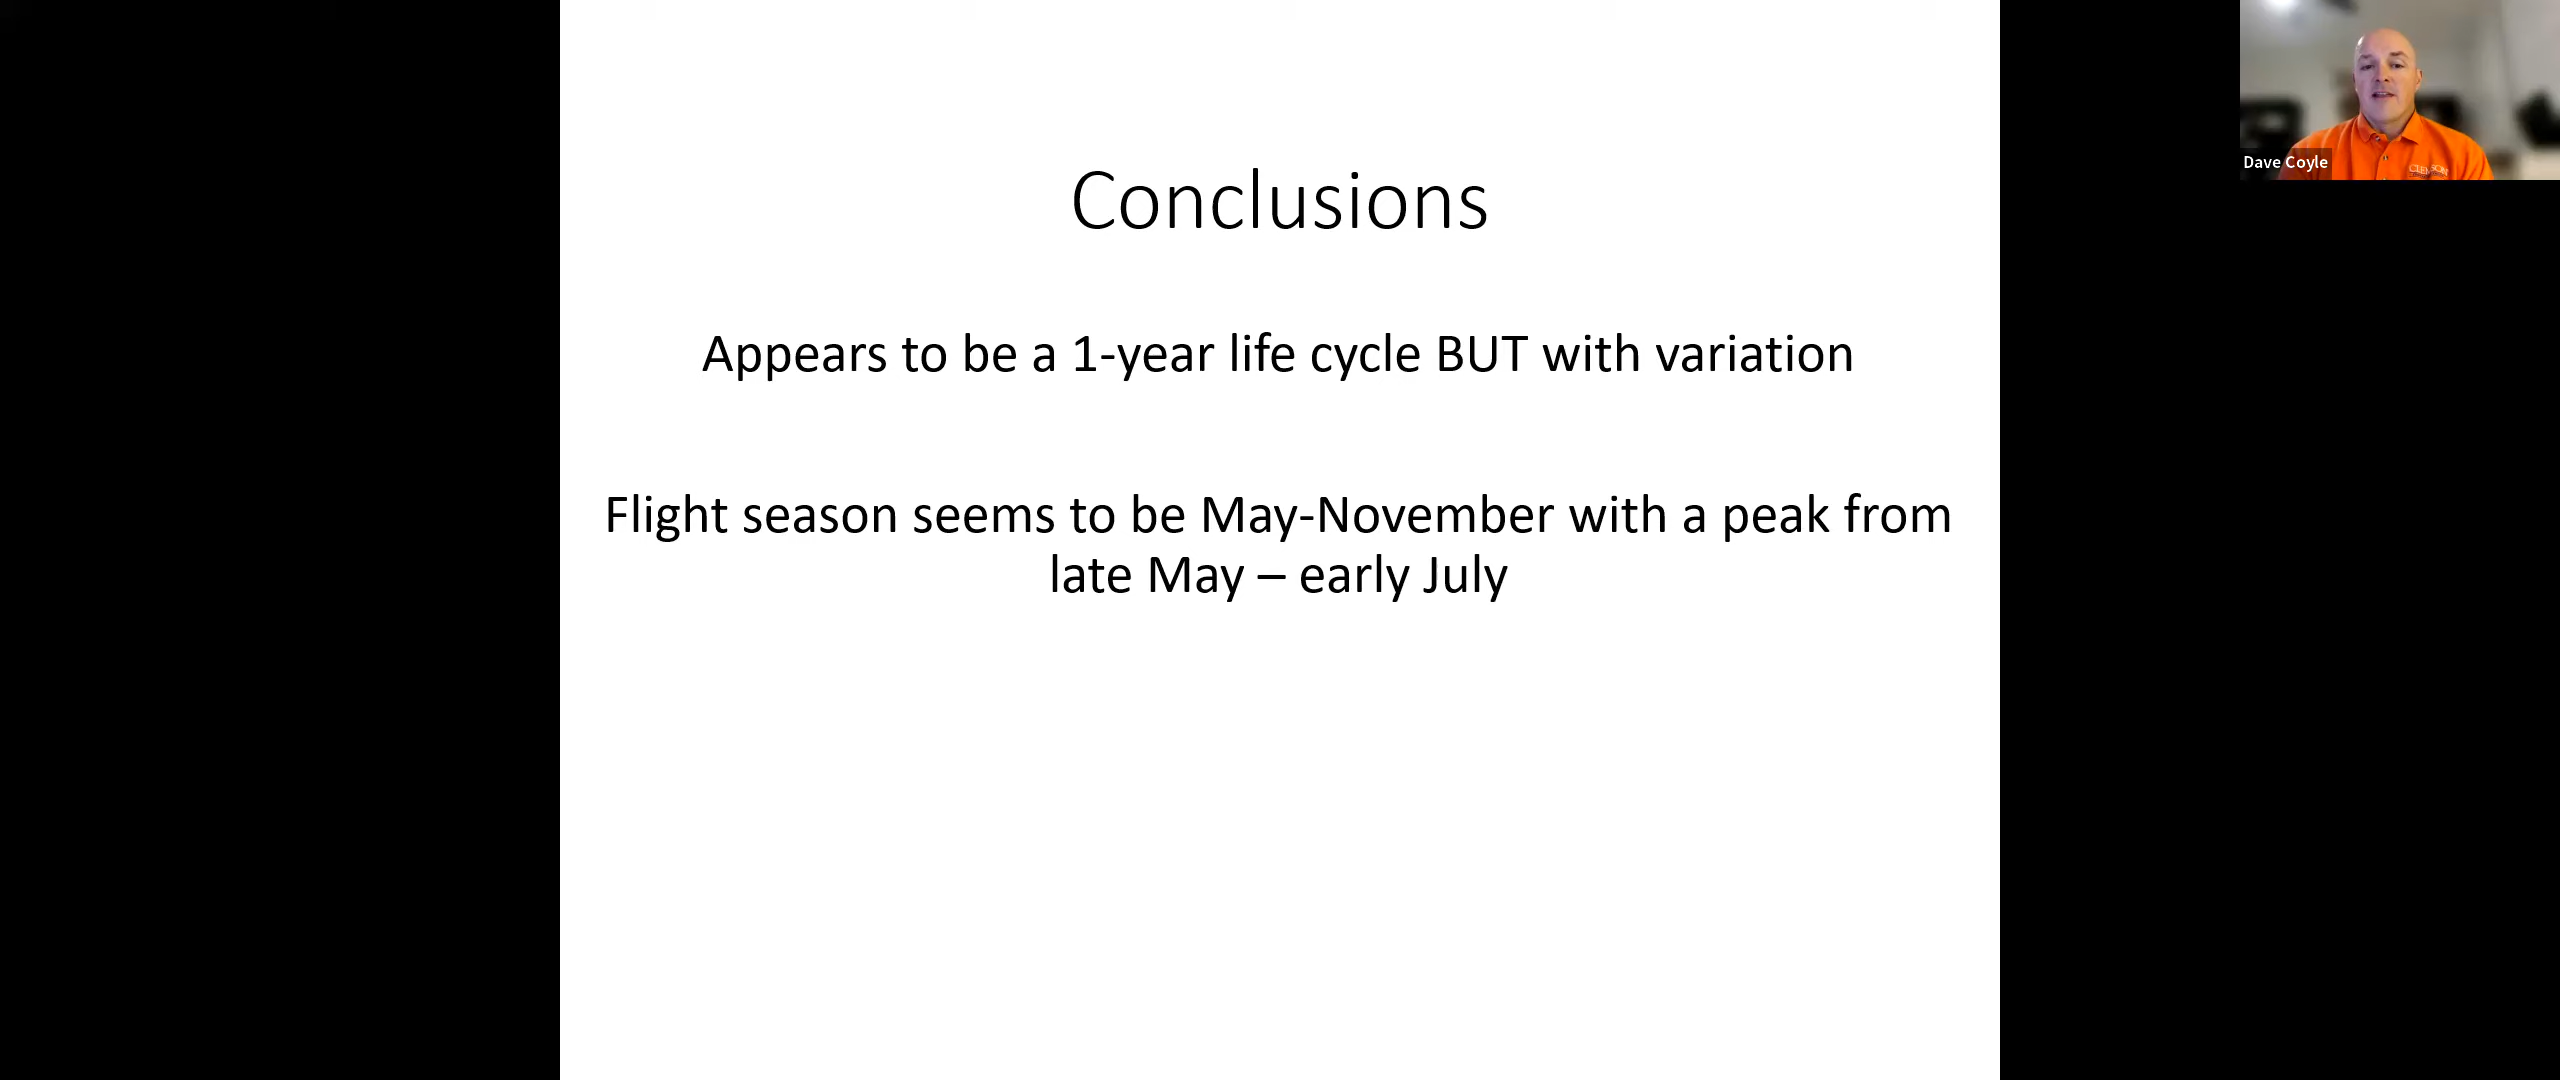 Conclusions
Appears to be a 1-year life cycle BUT with variation
Flight season seems to be May-November with a peak from
late May – early July
Dave Coyle
CLEMSON